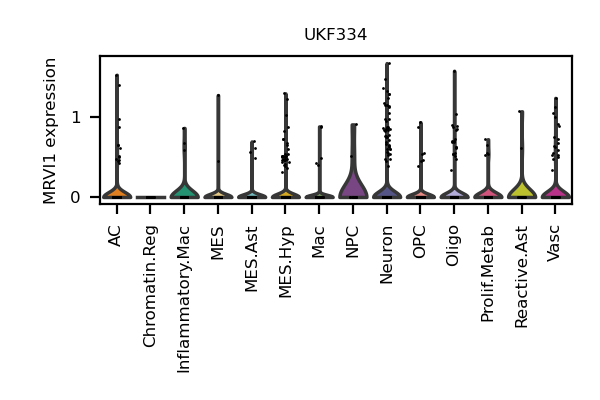 UKF334
MRVI1 expression
1
0
AC
Chromatin.Reg
Inflammatory.Mac
MES
MES.Ast
MES.Hyp
Mac
NPC
Neuron
OPC
Oligo
Prolif.Metab
Reactive.Ast
Vasc